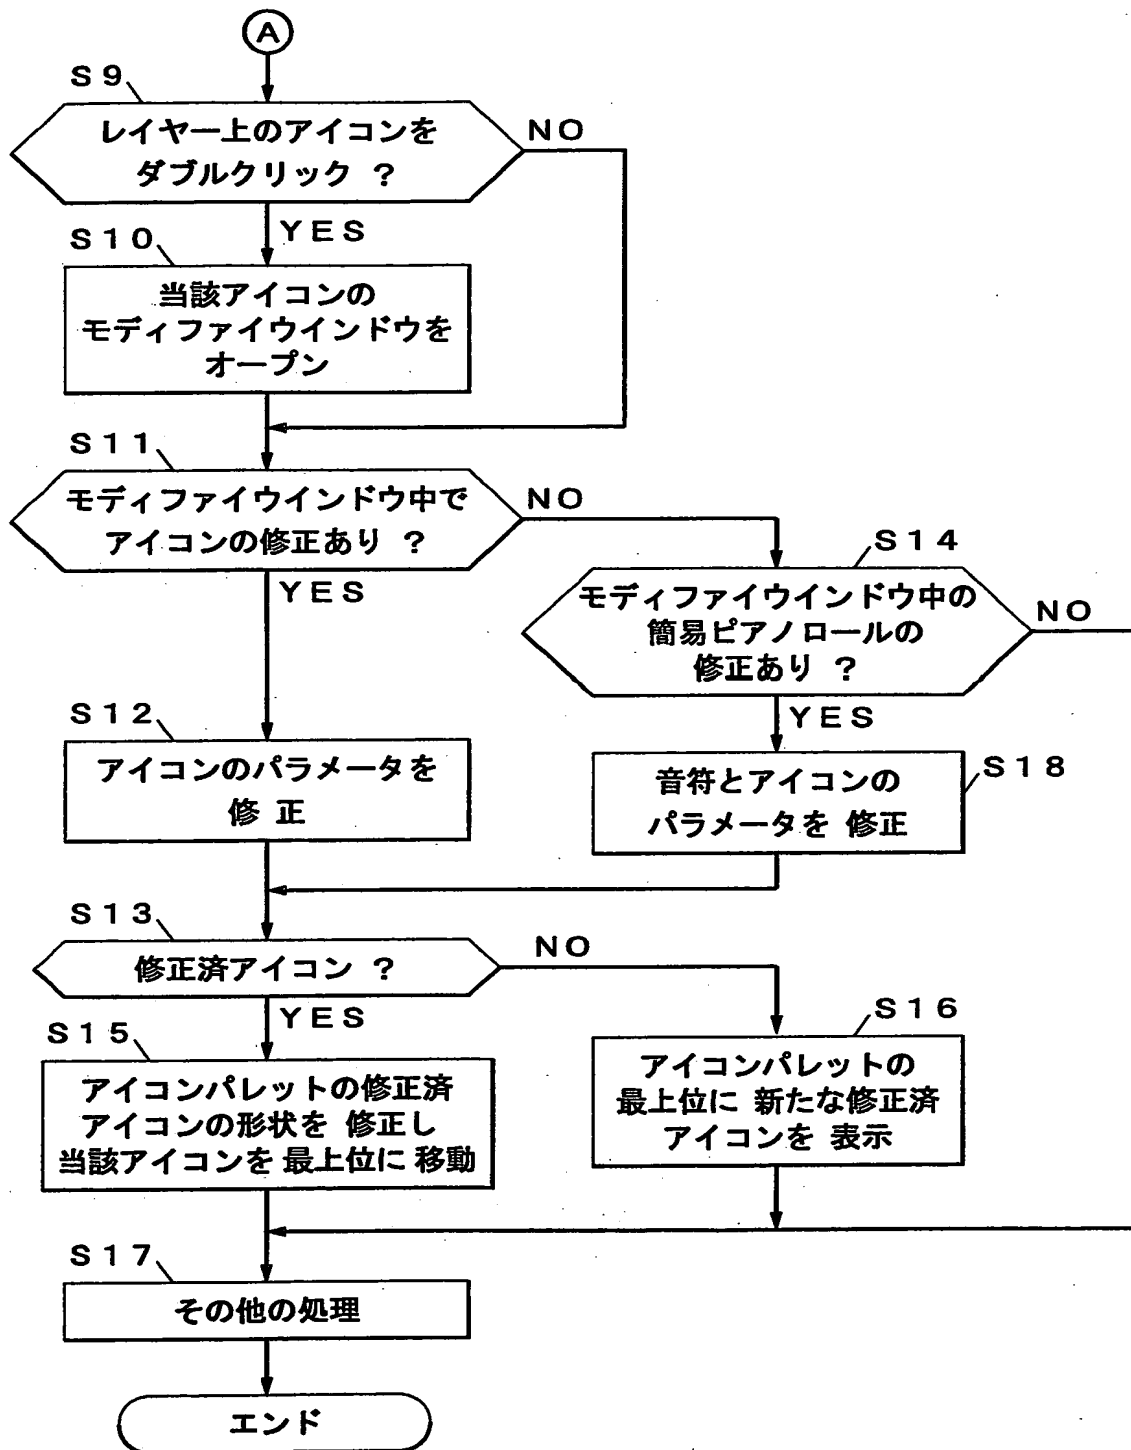 A
S9
レイヤー上のアイコンを
ダブルクリック ?
NO
YES
S10
当該アイコンの
モディファイウインドウを
オープン
S11
モディファイウインドウ中で
アイコンの修正あり ?
NO
YES
S14
モディファイウインドウ中の
簡易ピアノロールの
修正あり ?
NO
YES
S12
アイコンのパラメータを
修 正
S18
音符とアイコンの
パラメータを 修正
S13
修正済アイコン ?
NO
YES
S15
アイコンパレットの修正済
アイコンの形状を 修正し
当該アイコンを 最上位に 移動
S16
アイコンパレットの
最上位に 新たな修正済
アイコンを 表示
S17
その他の処理
エンド